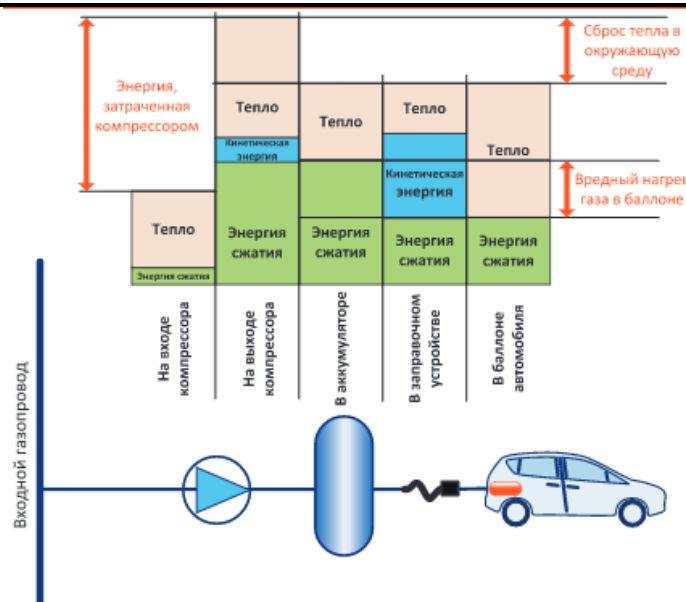 Сброс тепла в
окружающую
среду
Энергия,
затраченная
компрессором
Тепло
Тепло
Тепло
Тепло
Кинетическая
энергия
Кинетическая
энергия
Вредный нагрев
газа в баллоне
Тепло
Энергия
сжатия
Энергия
сжатия
Энергия
сжатия
Энергия
сжатия
Энергия сжатия
На входе
компрессора
На выходе
компрессора
В аккумуляторе
В заправочном
устройстве
В баллоне
автомобиля
Входной газопровод